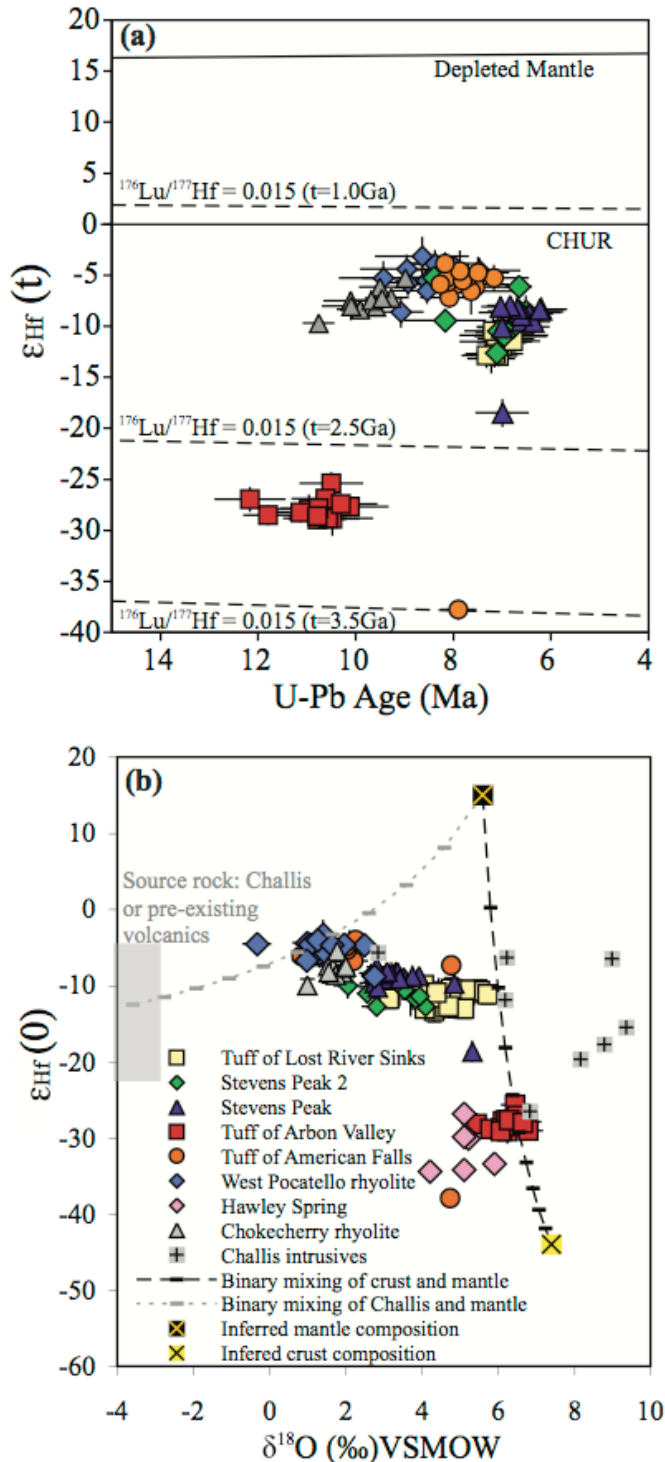 (a)
20
15
10
5
0
-5
-10
-15
-20
-25
-30
-35
-40
εHf (t)
Depleted Mantle
¹⁷⁶Lu/¹⁷⁷Hf = 0.015 (t=1.0Ga)
CHUR
¹⁷⁶Lu/¹⁷⁷Hf = 0.015 (t=2.5Ga)
¹⁷⁶Lu/¹⁷⁷Hf = 0.015 (t=3.5Ga)
14 12 10 8 6 4
U-Pb Age (Ma)
(b)
20
10
0
-10
-20
-30
-40
-50
-60
εHf (0)
Source rock: Challis
or pre-existing
volcanics
Tuff of Lost River Sinks
Stevens Peak 2
Stevens Peak
Tuff of Arbon Valley
Tuff of American Falls
West Pocatello rhyolite
Hawley Spring
Chokecherry rhyolite
Challis intrusives
Binary mixing of crust and mantle
Binary mixing of Challis and mantle
Inferred mantle composition
Infered crust composition
-4 -2 0 2 4 6 8 10
δ¹⁸O (‰)VSMOW